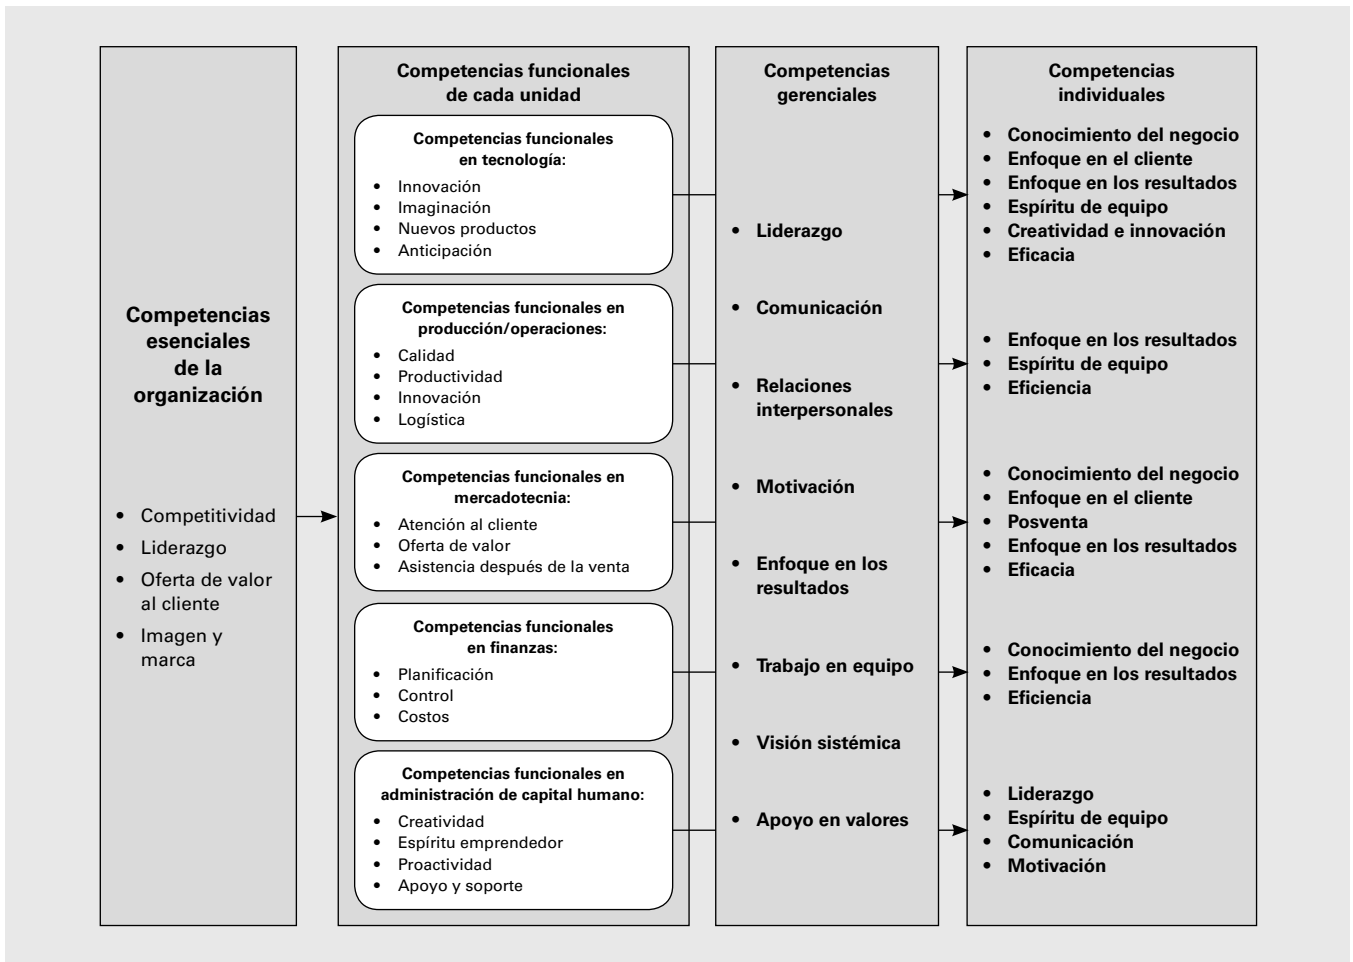 Competencias
esenciales
de la
organización
• Competitividad
• Liderazgo
• Oferta de valor
al cliente
• Imagen y
marca
Competencias funcionales
de cada unidad
Competencias funcionales
en tecnología:
• Innovación
• Imaginación
• Nuevos productos
• Anticipación
Competencias funcionales en
producción/operaciones:
• Calidad
• Productividad
• Innovación
• Logística
Competencias funcionales en
mercadotecnia:
• Atención al cliente
• Oferta de valor
• Asistencia después de la venta
Competencias funcionales
en finanzas:
• Planificación
• Control
• Costos
Competencias funcionales en
administración de capital humano:
• Creatividad
• Espíritu emprendedor
• Proactividad
• Apoyo y soporte
Competencias
gerenciales
• Liderazgo
• Comunicación
• Relaciones
interpersonales
• Motivación
• Enfoque en los
resultados
• Trabajo en equipo
• Visión sistémica
• Apoyo en valores
Competencias
individuales
• Conocimiento del negocio
• Enfoque en el cliente
• Enfoque en los resultados
• Espíritu de equipo
• Creatividad e innovación
• Eficacia
• Enfoque en los resultados
• Espíritu de equipo
• Eficiencia
• Conocimiento del negocio
• Enfoque en el cliente
• Posventa
• Enfoque en los resultados
• Eficacia
• Conocimiento del negocio
• Enfoque en los resultados
• Eficiencia
• Liderazgo
• Espíritu de equipo
• Comunicación
• Motivación